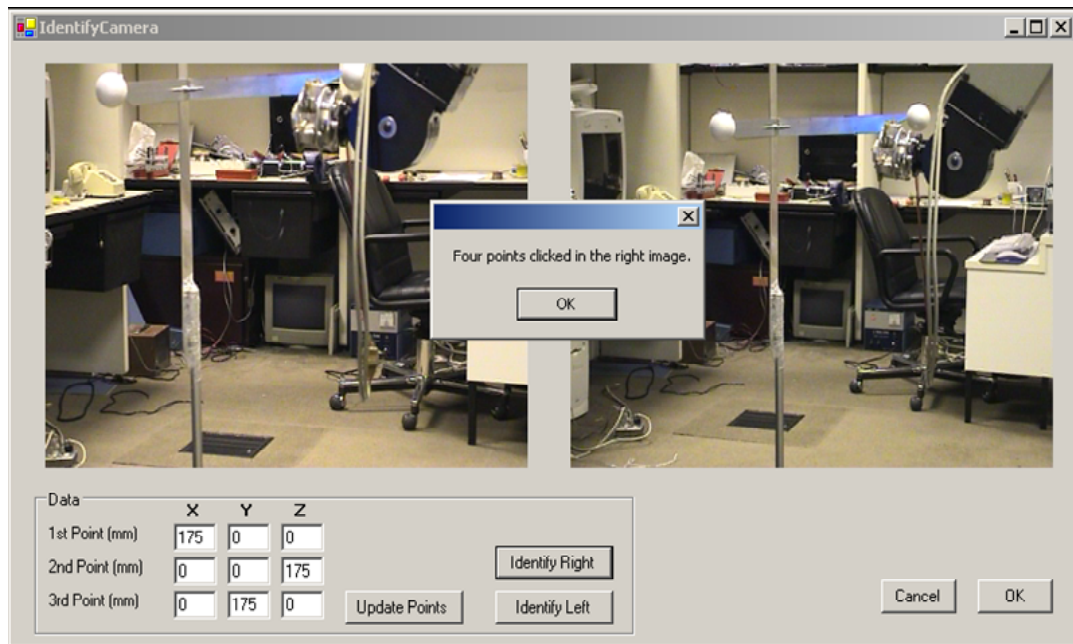 IdentifyCamera
Four points clicked in the right image.
OK
Data
X Y Z
1st Point (mm) 175 0 0
2nd Point (mm) 0 0 175
3rd Point (mm) 0 175 0
Update Points
Identify Right
Identify Left
Cancel OK